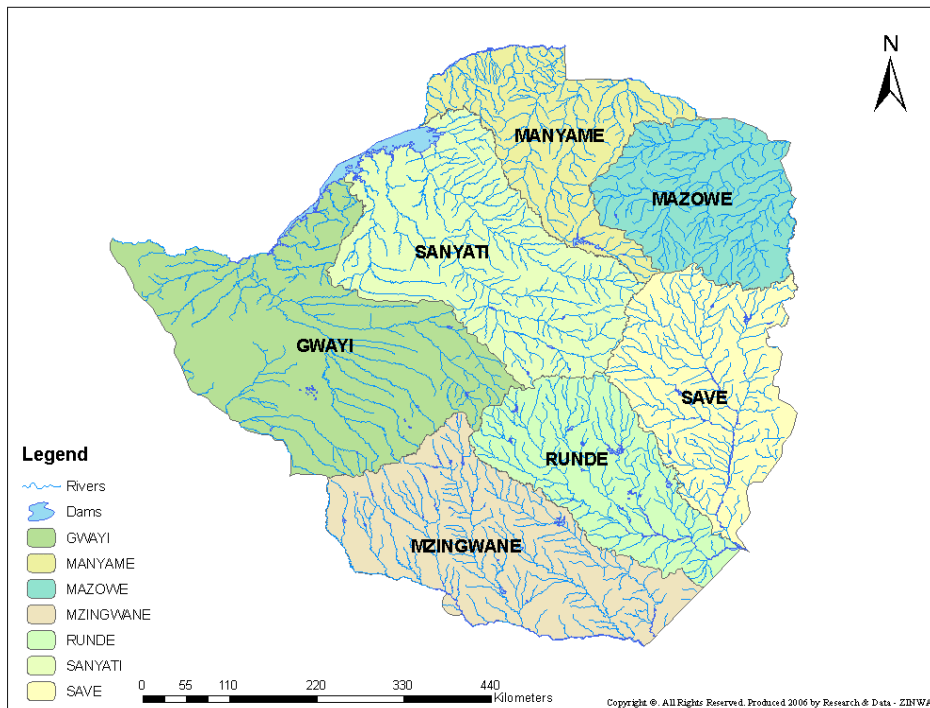 N
MANYAME
MAZOWE
SANYATI
GWAYI
SAVE
RUNDE
MZINGWANE
Legend
Rivers
Dams
GWAYI
MANYAME
MAZOWE
MZINGWANE
RUNDE
SANYATI
SAVE
0 55 110 220 330 440
Kilometers
Copyright ©. All Rights Reserved. Produced 2006 by Research & Data - ZINWA